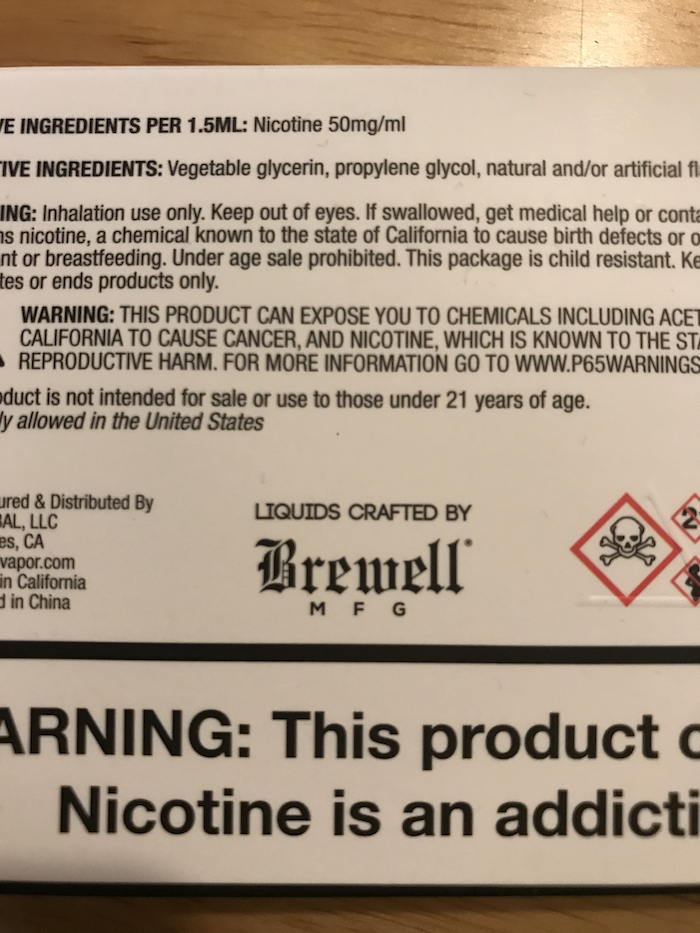 VE INGREDIENTS PER 1.5ML: Nicotine 50mg/ml
TIVE INGREDIENTS: Vegetable glycerin, propylene glycol, natural and/or artificial fl
ING: Inhalation use only. Keep out of eyes. If swallowed, get medical help or conta
ns nicotine, a chemical known to the state of California to cause birth defects or o
nt or breastfeeding. Under age sale prohibited. This package is child resistant. Ke
tes or ends products only.
WARNING: THIS PRODUCT CAN EXPOSE YOU TO CHEMICALS INCLUDING ACET
CALIFORNIA TO CAUSE CANCER, AND NICOTINE, WHICH IS KNOWN TO THE STA
REPRODUCTIVE HARM. FOR MORE INFORMATION GO TO WWW.P65WARNINGS
oduct is not intended for sale or use to those under 21 years of age.
ly allowed in the United States
ured & Distributed By
BAL, LLC
es, CA
vapor.com
in California
d in China
LIQUIDS CRAFTED BY
Brewell®
MFG
2
ARNING: This product c
Nicotine is an addicti